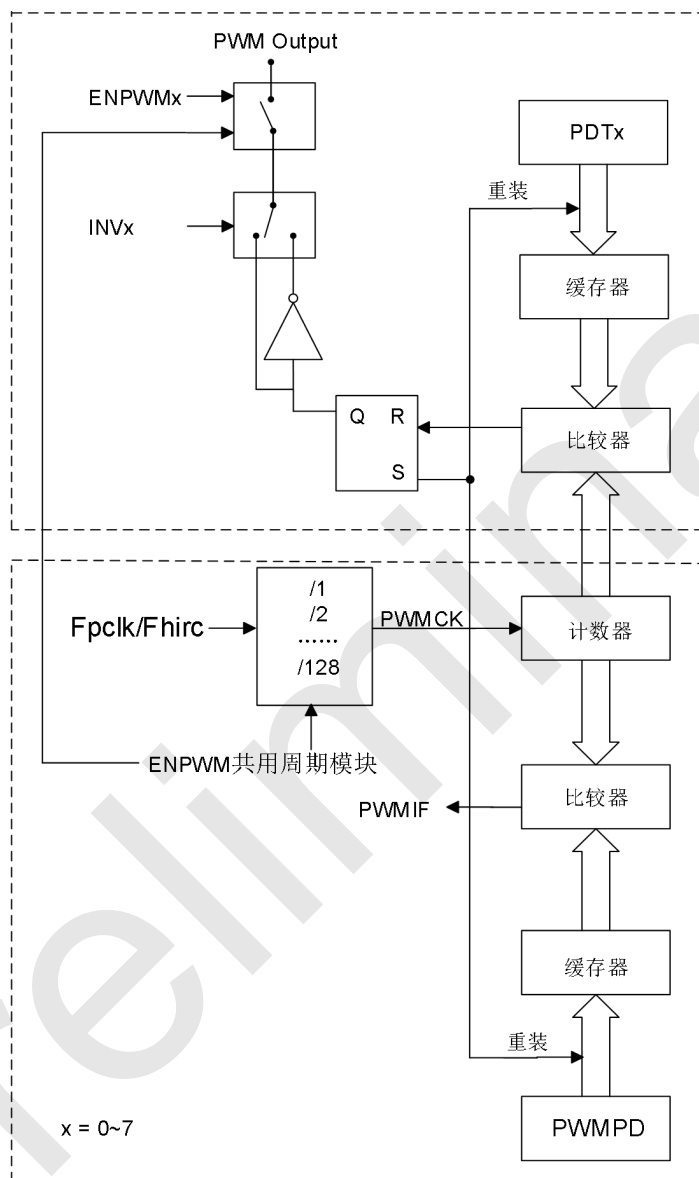 PWM Output
ENPWMx
PDTx
重装
INVx
缓存器
Q R
S
比较器
/1
/2
......
/128
Fpclk/Fhirc
PWMCK
计数器
ENPWM共用周期模块
比较器
PWMIF
缓存器
重装
x = 0~7
PWMPD